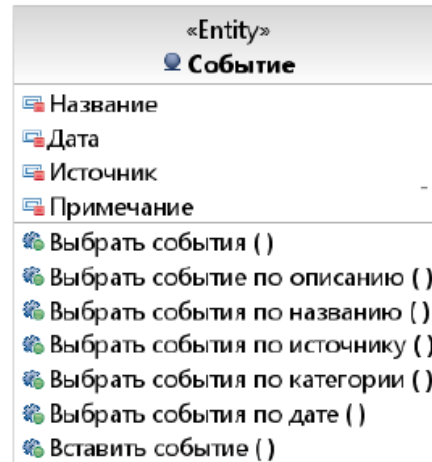 «Entity»
Событие
Название
Дата
Источник
Примечание
Выбрать события ( )
Выбрать событие по описанию ( )
Выбрать события по названию ( )
Выбрать события по источнику ( )
Выбрать события по категории ( )
Выбрать события по дате ( )
Вставить событие ( )